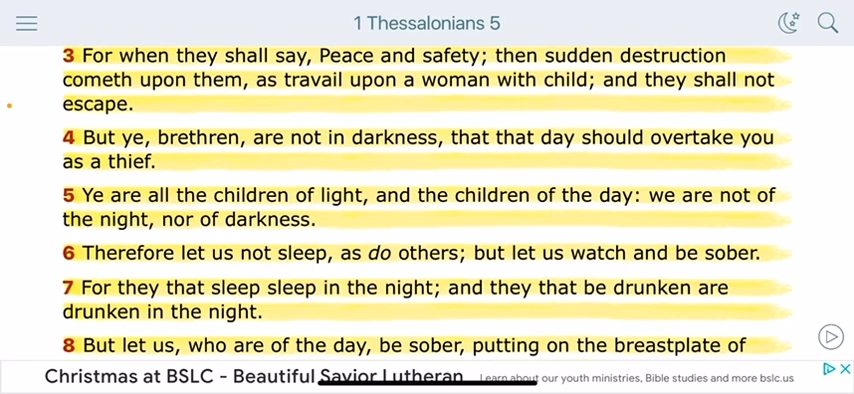 1 Thessalonians 5
3 For when they shall say, Peace and safety; then sudden destruction
cometh upon them, as travail upon a woman with child; and they shall not
escape.
4 But ye, brethren, are not in darkness, that that day should overtake you
as a thief.
5 Ye are all the children of light, and the children of the day: we are not of
the night, nor of darkness.
6 Therefore let us not sleep, as do others; but let us watch and be sober.
7 For they that sleep sleep in the night; and they that be drunken are
drunken in the night.
8 But let us, who are of the day, be sober, putting on the breastplate of
Christmas at BSLC - Beautiful Savior Lutheran Learn about our youth ministries, Bible studies and more bslc.us